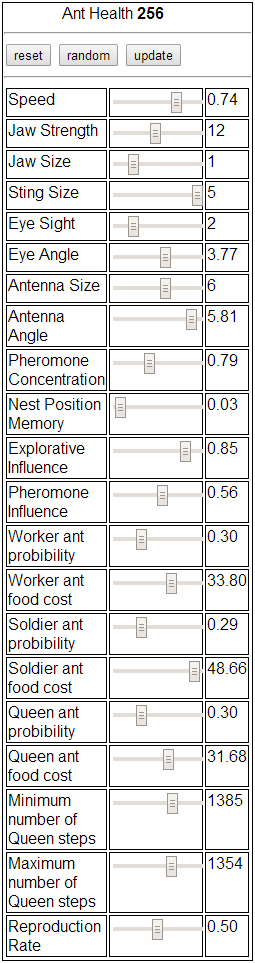 Ant Health 256
reset random update
Speed 0.74
Jaw Strength 12
Jaw Size 1
Sting Size 5
Eye Sight 2
Eye Angle 3.77
Antenna Size 6
Antenna 5.81
Angle
Pheromone 0.79
Concentration
Nest Position 0.03
Memory
Explorative 0.85
Influence
Pheromone 0.56
Influence
Worker ant 0.30
probibility
Worker ant 33.80
food cost
Soldier ant 0.29
probibility
Soldier ant 48.66
food cost
Queen ant 0.30
probibility
Queen ant 31.68
food cost
Minimum 1385
number of
Queen steps
Maximum 1354
number of
Queen steps
Reproduction 0.50
Rate